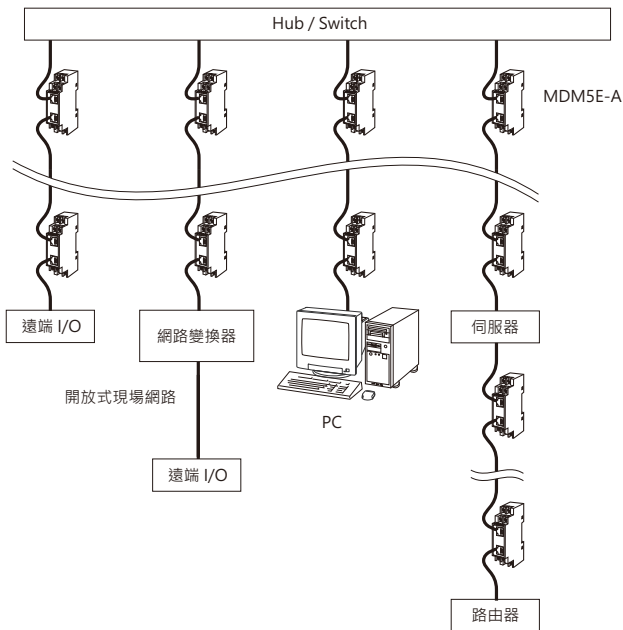 Hub / Switch
MDM5E-A
遠端 I/O
網路變換器
伺服器
開放式現場網路
PC
遠端 I/O
路由器